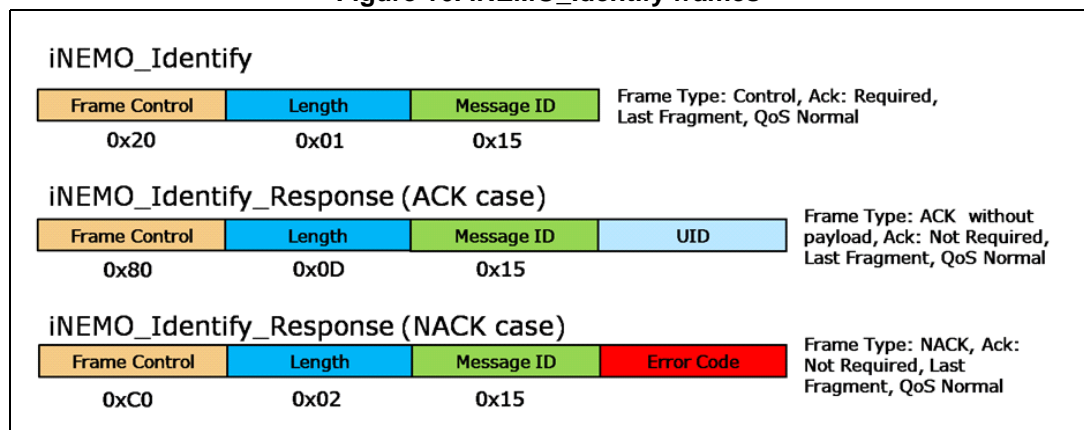 iNEMO_Identify
Frame Control Length Message ID
0x20 0x01 0x15
Frame Type: Control, Ack: Required,
Last Fragment, QoS Normal
iNEMO_Identify_Response (ACK case)
Frame Control Length Message ID UID
0x80 0x0D 0x15
Frame Type: ACK without
payload, Ack: Not Required,
Last Fragment, QoS Normal
iNEMO_Identify_Response (NACK case)
Frame Control Length Message ID Error Code
0xC0 0x02 0x15
Frame Type: NACK, Ack:
Not Required, Last
Fragment, QoS Normal